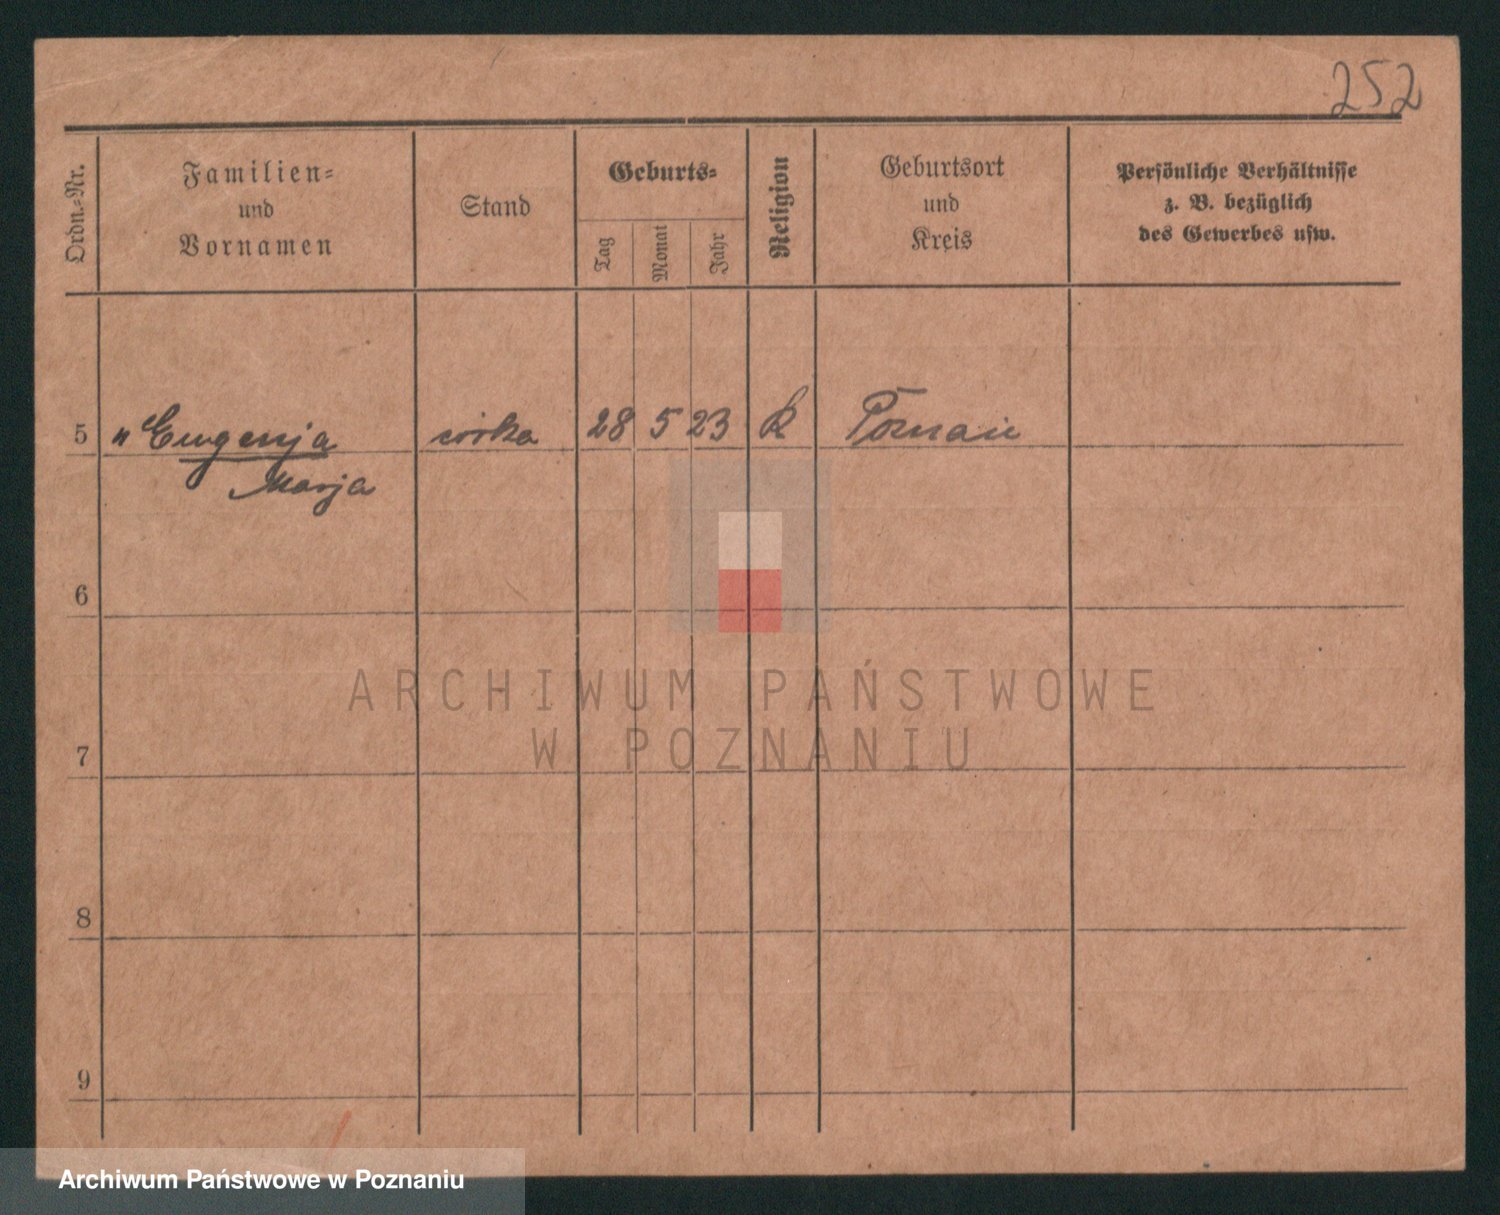 252
Ordn.=Nr.
Familien=
und
Vornamen
Stand
Geburts=
Tag
Monat
Jahr
Religion
Geburtsort
und
Kreis
Persönliche Verhältnisse
z. B. bezüglich
des Gewerbes usw.
5 " Eugenja córka 28 5 23 K Poznań
Marja
6
7
8
9
ARCHIWUM PAŃSTWOWE
W POZNANIU
Archiwum Państwowe w Poznaniu